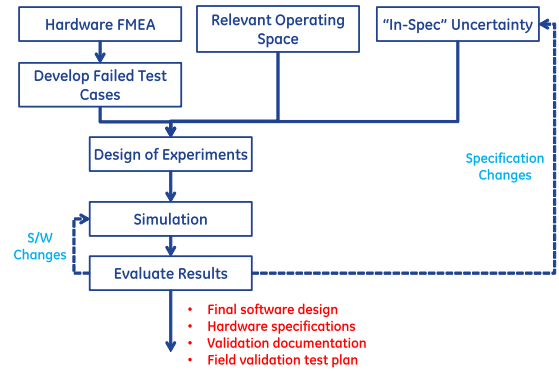 Hardware FMEA
Relevant Operating
Space
“In-Spec” Uncertainty
Develop Failed Test
Cases
Design of Experiments
Specification
Changes
Simulation
S/W
Changes
Evaluate Results
• Final software design
• Hardware specifications
• Validation documentation
• Field validation test plan